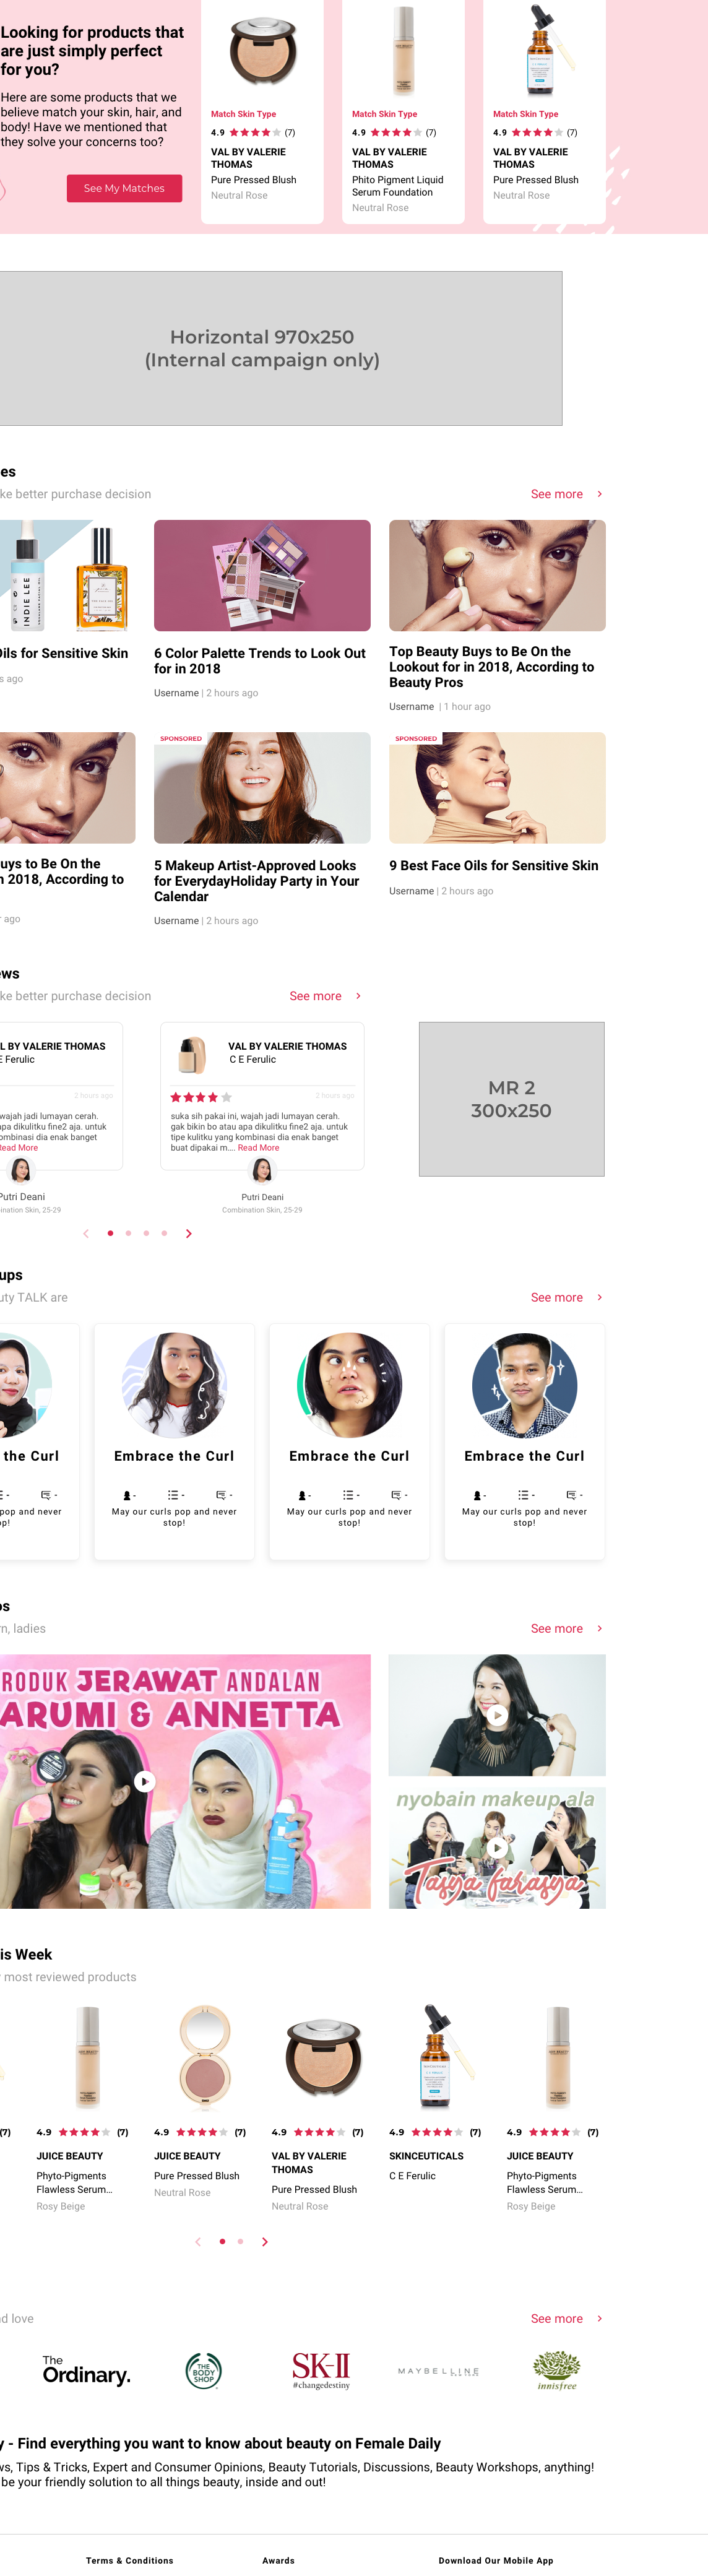 Looking for products that
are just simply perfect
for you?
Here are some products that we
believe match your skin, hair, and
body! Have we mentioned that
they solve your concerns too?
See My Matches
Match Skin Type
4.9 (7)
VAL BY VALERIE
THOMAS
Pure Pressed Blush
Neutral Rose
Match Skin Type
4.9 (7)
VAL BY VALERIE
THOMAS
Phito Pigment Liquid
Serum Foundation
Neutral Rose
Match Skin Type
4.9 (7)
VAL BY VALERIE
THOMAS
Pure Pressed Blush
Neutral Rose
Horizontal 970x250
(Internal campaign only)
es
ke better purchase decision
See more
INDIE LEE
Oils for Sensitive Skin
s ago
6 Color Palette Trends to Look Out
for in 2018
Username | 2 hours ago
Top Beauty Buys to Be On the
Lookout for in 2018, According to
Beauty Pros
Username | 1 hour ago
uys to Be On the
n 2018, According to
r ago
SPONSORED
5 Makeup Artist-Approved Looks
for EverydayHoliday Party in Your
Calendar
Username | 2 hours ago
SPONSORED
9 Best Face Oils for Sensitive Skin
Username | 2 hours ago
ews
ke better purchase decision
See more
L BY VALERIE THOMAS
E Ferulic
2 hours ago
wajah jadi lumayan cerah.
apa dikulitku fine2 aja. untuk
ombinasi dia enak banget
Read More
Putri Deani
ination Skin, 25-29
VAL BY VALERIE THOMAS
C E Ferulic
2 hours ago
suka sih pakai ini, wajah jadi lumayan cerah.
gak bikin bo atau apa dikulitku fine2 aja. untuk
tipe kulitku yang kombinasi dia enak banget
buat dipakai m.... Read More
Putri Deani
Combination Skin, 25-29
MR 2
300x250
ups
uty TALK are
See more
the Curl
-
-
pop and never
op!
Embrace the Curl
-
-
-
May our curls pop and never
stop!
Embrace the Curl
-
-
-
May our curls pop and never
stop!
Embrace the Curl
-
-
-
May our curls pop and never
stop!
os
n, ladies
See more
RODUK JERAWAT ANDALAN
ARUMI & ANNETTA
nyobain makeup ala
Tasya farasya
is Week
most reviewed products
(7)
4.9 (7)
JUICE BEAUTY
Phyto-Pigments
Flawless Serum...
Rosy Beige
4.9 (7)
JUICE BEAUTY
Pure Pressed Blush
Neutral Rose
4.9 (7)
VAL BY VALERIE
THOMAS
Pure Pressed Blush
Neutral Rose
4.9 (7)
SKINCEUTICALS
C E Ferulic
4.9 (7)
JUICE BEAUTY
Phyto-Pigments
Flawless Serum...
Rosy Beige
d love
See more
The
Ordinary.
THE
BODY
SHOP
SK-II
#changedestiny
MAYBELLINE
innisfree
y - Find everything you want to know about beauty on Female Daily
ws, Tips & Tricks, Expert and Consumer Opinions, Beauty Tutorials, Discussions, Beauty Workshops, anything!
be your friendly solution to all things beauty, inside and out!
Terms & Conditions
Awards
Download Our Mobile App